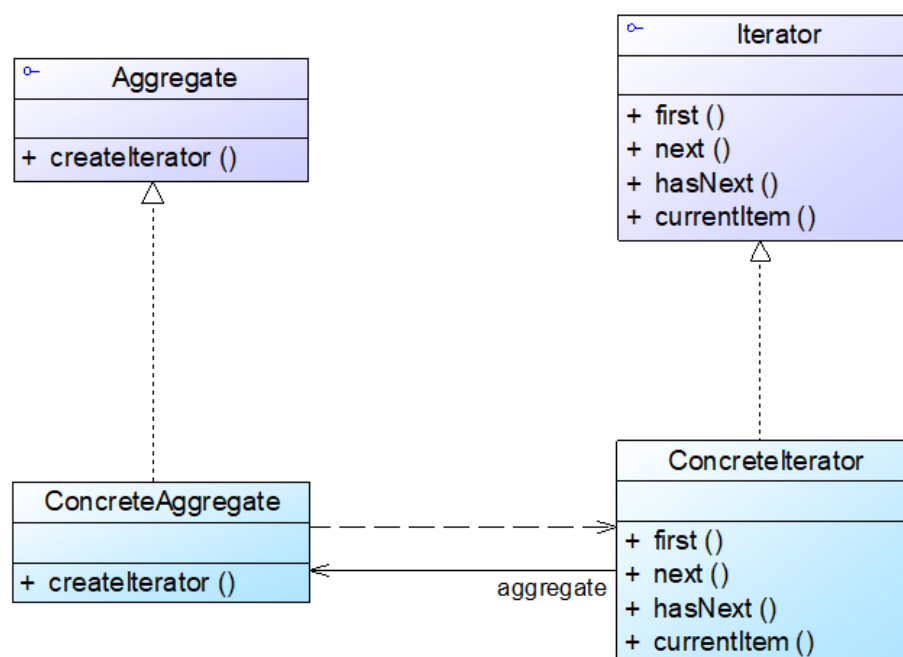 Aggregate
+ createIterator ()
Iterator
+ first ()
+ next ()
+ hasNext ()
+ currentItem ()
ConcreteAggregate
+ createIterator ()
aggregate
ConcreteIterator
+ first ()
+ next ()
+ hasNext ()
+ currentItem ()